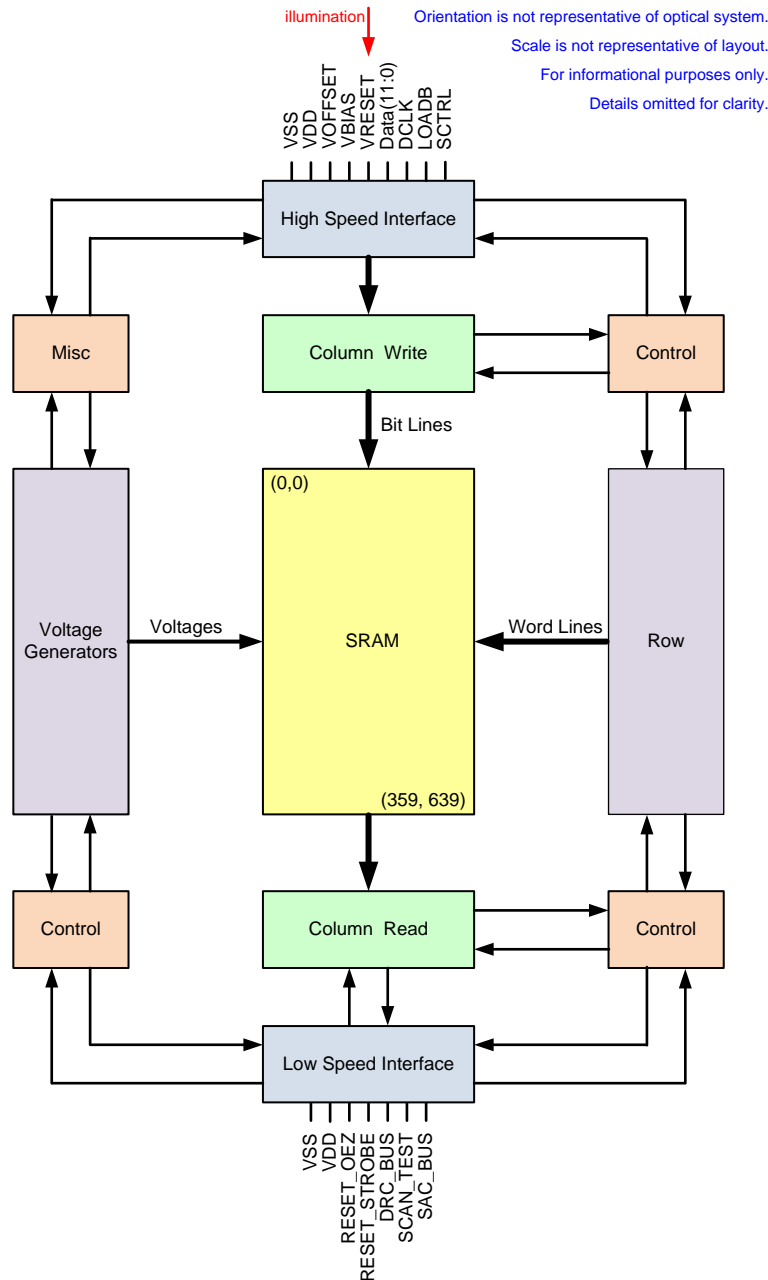 illumination
Orientation is not representative of optical system.
Scale is not representative of layout.
For informational purposes only.
Details omitted for clarity.
VSS
VDD
VOFFSET
VBIAS
VRESET
Data(11:0)
DCLK
LOADB
SCTRL
High Speed Interface
Misc
Column Write
Control
Bit Lines
(0,0)
Voltage
Generators
Voltages
SRAM
Word Lines
Row
(359, 639)
Control
Column Read
Control
Low Speed Interface
VSS
VDD
RESET_OEZ
RESET_STROBE
DRC_BUS
SCAN_TEST
SAC_BUS